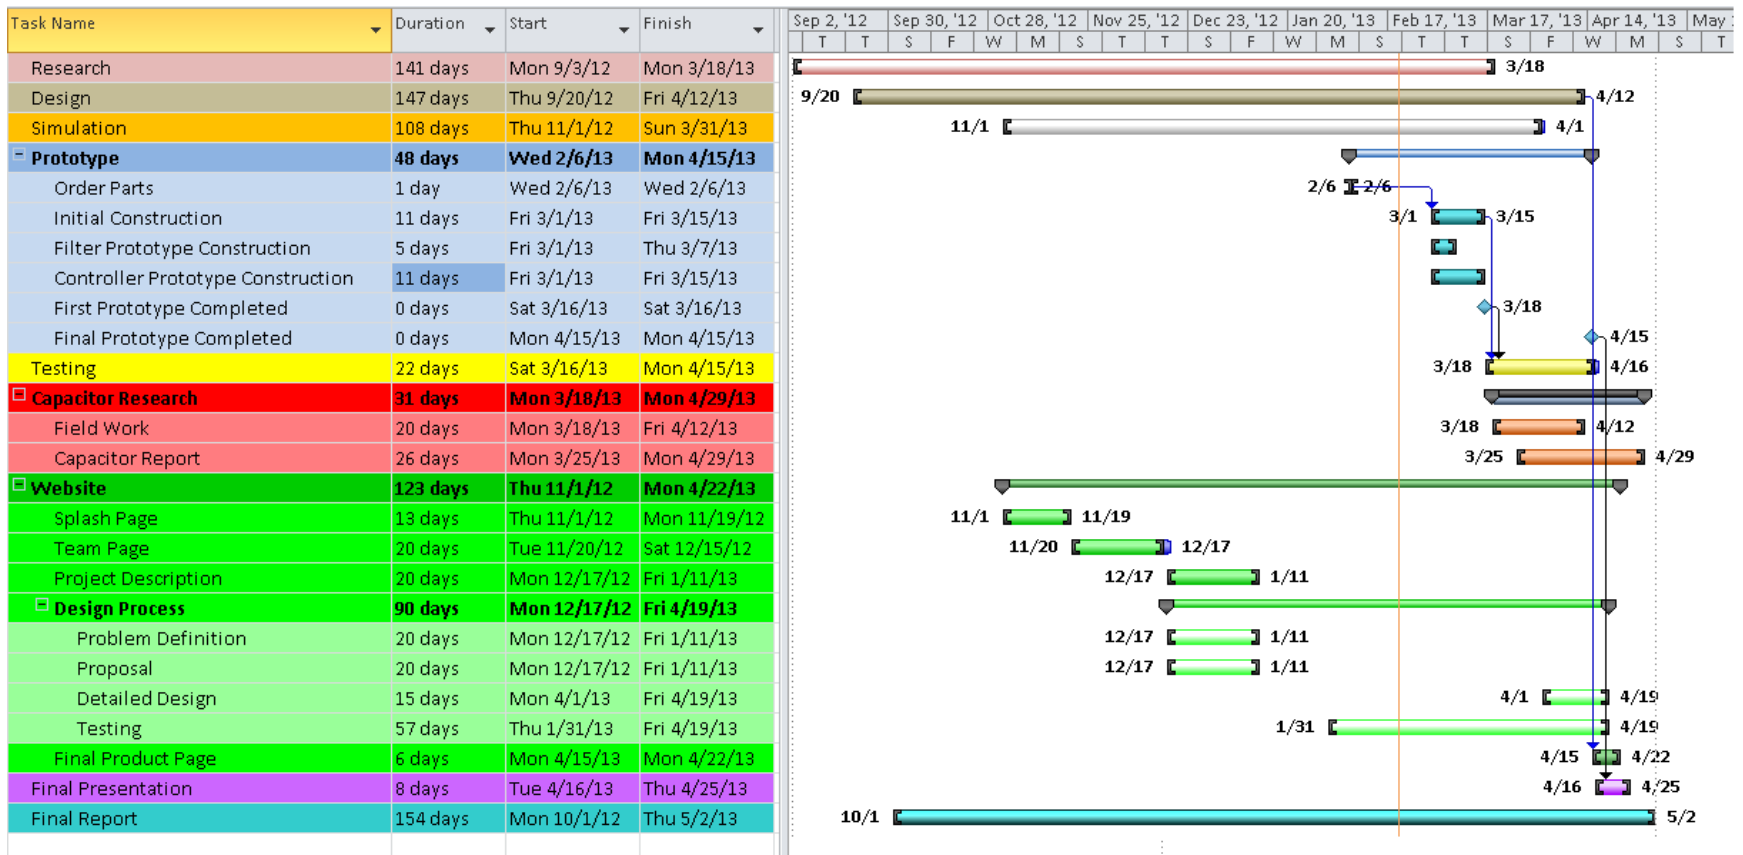 Task Name Duration Start Finish Sep 2, '12 Sep 30, '12 Oct 28, '12 Nov 25, '12 Dec 23, '12 Jan 20, '13 Feb 17, '13 Mar 17, '13 Apr 14, '13 May
T T S F W M S T T S F W M S T T S F W M S T
Research 141 days Mon 9/3/12 Mon 3/18/13 3/18
Design 147 days Thu 9/20/12 Fri 4/12/13 9/20 4/12
Simulation 108 days Thu 11/1/12 Sun 3/31/13 11/1 4/1
Prototype 48 days Wed 2/6/13 Mon 4/15/13
Order Parts 1 day Wed 2/6/13 Wed 2/6/13 2/6 2/6
Initial Construction 11 days Fri 3/1/13 Fri 3/15/13 3/1 3/15
Filter Prototype Construction 5 days Fri 3/1/13 Thu 3/7/13
Controller Prototype Construction 11 days Fri 3/1/13 Fri 3/15/13
First Prototype Completed 0 days Sat 3/16/13 Sat 3/16/13 3/18
Final Prototype Completed 0 days Mon 4/15/13 Mon 4/15/13 4/15
Testing 22 days Sat 3/16/13 Mon 4/15/13 3/18 4/16
Capacitor Research 31 days Mon 3/18/13 Mon 4/29/13
Field Work 20 days Mon 3/18/13 Fri 4/12/13 3/18 4/12
Capacitor Report 26 days Mon 3/25/13 Mon 4/29/13 3/25 4/29
Website 123 days Thu 11/1/12 Mon 4/22/13
Splash Page 13 days Thu 11/1/12 Mon 11/19/12 11/1 11/19
Team Page 20 days Tue 11/20/12 Sat 12/15/12 11/20 12/17
Project Description 20 days Mon 12/17/12 Fri 1/11/13 12/17 1/11
Design Process 90 days Mon 12/17/12 Fri 4/19/13
Problem Definition 20 days Mon 12/17/12 Fri 1/11/13 12/17 1/11
Proposal 20 days Mon 12/17/12 Fri 1/11/13 12/17 1/11
Detailed Design 15 days Mon 4/1/13 Fri 4/19/13 4/1 4/19
Testing 57 days Thu 1/31/13 Fri 4/19/13 1/31 4/19
Final Product Page 6 days Mon 4/15/13 Mon 4/22/13 4/15 4/22
Final Presentation 8 days Tue 4/16/13 Thu 4/25/13 4/16 4/25
Final Report 154 days Mon 10/1/12 Thu 5/2/13 10/1 5/2